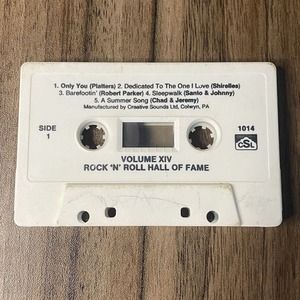 1. Only You (Platters) 2. Dedicated To The One I Love (Shirelles)
3. Barefootin' (Robert Parker) 4. Sleepwalk (Santo & Johnny)
5. A Summer Song (Chad & Jeremy)
Manufactured by Creative Sounds Ltd, Colwyn, PA
SIDE
1
1014
CSL
VOLUME XIV
ROCK 'N' ROLL HALL OF FAME